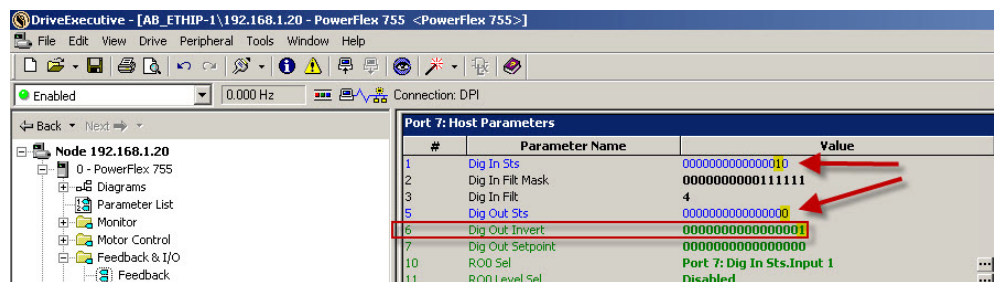 DriveExecutive - [AB_ETHIP-1\192.168.1.20 - PowerFlex 755 <PowerFlex 755>]
File Edit View Drive Peripheral Tools Window Help
Enabled 0.000 Hz Connection: DPI
Back Next
Node 192.168.1.20
0 - PowerFlex 755
Diagrams
Parameter List
Monitor
Motor Control
Feedback & I/O
Feedback
Port 7: Host Parameters
# Parameter Name Value
1 Dig In Sts 0000000000000010
2 Dig In Filt Mask 0000000000111111
3 Dig In Filt 4
5 Dig Out Sts 0000000000000000
6 Dig Out Invert 0000000000000001
7 Dig Out Setpoint 0000000000000000
10 RO0 Sel Port 7: Dig In Sts.Input 1 ...
11 RO0 Level Sel Disabled ...